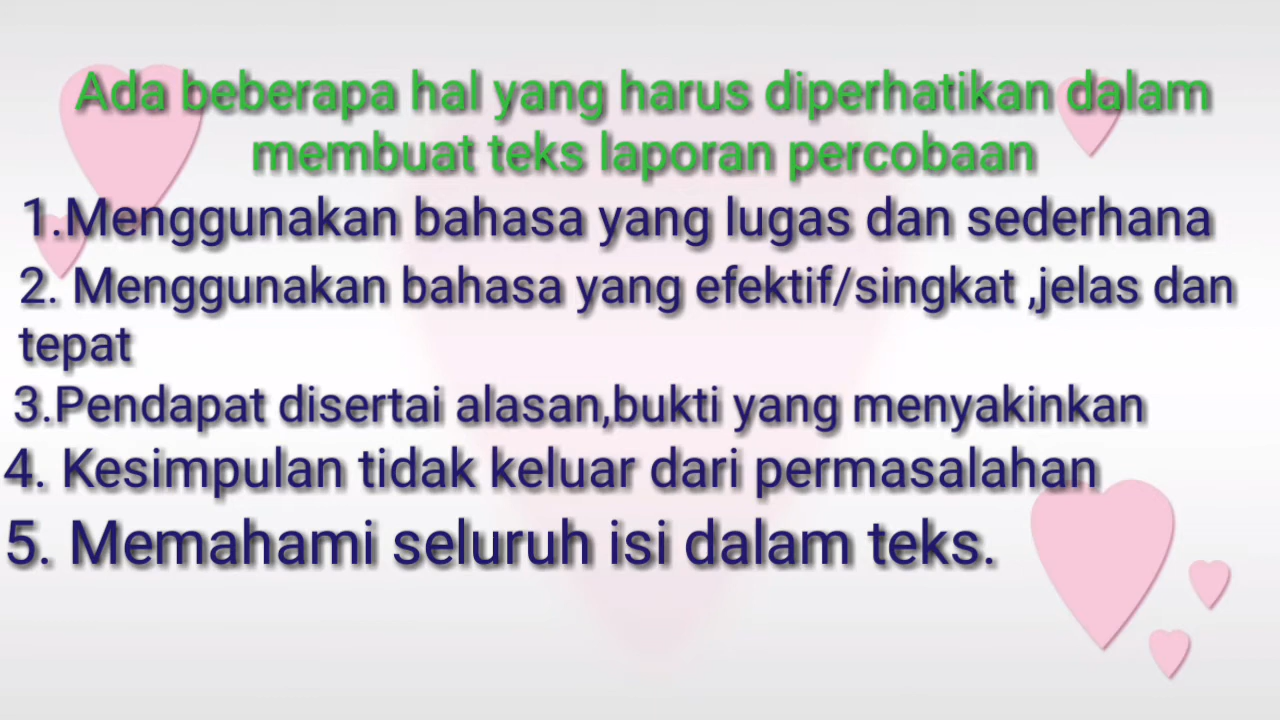 Ada beberapa hal yang harus diperhatikan dalam
membuat teks laporan percobaan
1.Menggunakan bahasa yang lugas dan sederhana
2. Menggunakan bahasa yang efektif/singkat ,jelas dan
tepat
3.Pendapat disertai alasan,bukti yang menyakinkan
4. Kesimpulan tidak keluar dari permasalahan
5. Memahami seluruh isi dalam teks.